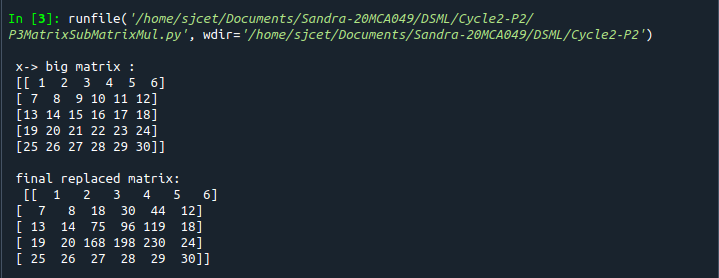 In [3]: runfile('/home/sjcet/Documents/Sandra-20MCA049/DSML/Cycle2-P2/
P3MatrixSubMatrixMul.py', wdir='/home/sjcet/Documents/Sandra-20MCA049/DSML/Cycle2-P2')
x-> big matrix :
[[ 1  2  3  4  5  6]
[ 7  8  9 10 11 12]
[13 14 15 16 17 18]
[19 20 21 22 23 24]
[25 26 27 28 29 30]]
final replaced matrix:
[[  1   2   3   4   5   6]
[  7   8  18  30  44  12]
[ 13  14  75  96 119  18]
[ 19  20 168 198 230  24]
[ 25  26  27  28  29  30]]